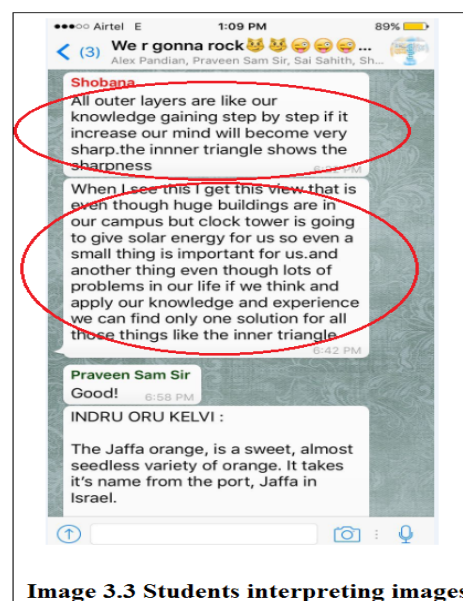 Airtel E 1:09 PM 89%
(3) We r gonna rock😼😼😜😜😜...
Alex Pandian, Praveen Sam Sir, Sai Sahith, Sh...
Shobana
All outer layers are like our
knowledge gaining step by step if it
increase our mind will become very
sharp.the innner triangle shows the
sharpness 6:32 PM
When I see this I get this view that is
even though huge buildings are in
our campus but clock tower is going
to give solar energy for us so even a
small thing is important for us.and
another thing even though lots of
problems in our life if we think and
apply our knowledge and experience
we can find only one solution for all
those things like the inner triangle
6:42 PM
Praveen Sam Sir
Good! 6:58 PM
INDRU ORU KELVI :
The Jaffa orange, is a sweet, almost
seedless variety of orange. It takes
it's name from the port, Jaffa in
Israel.
Image 3.3 Students interpreting images